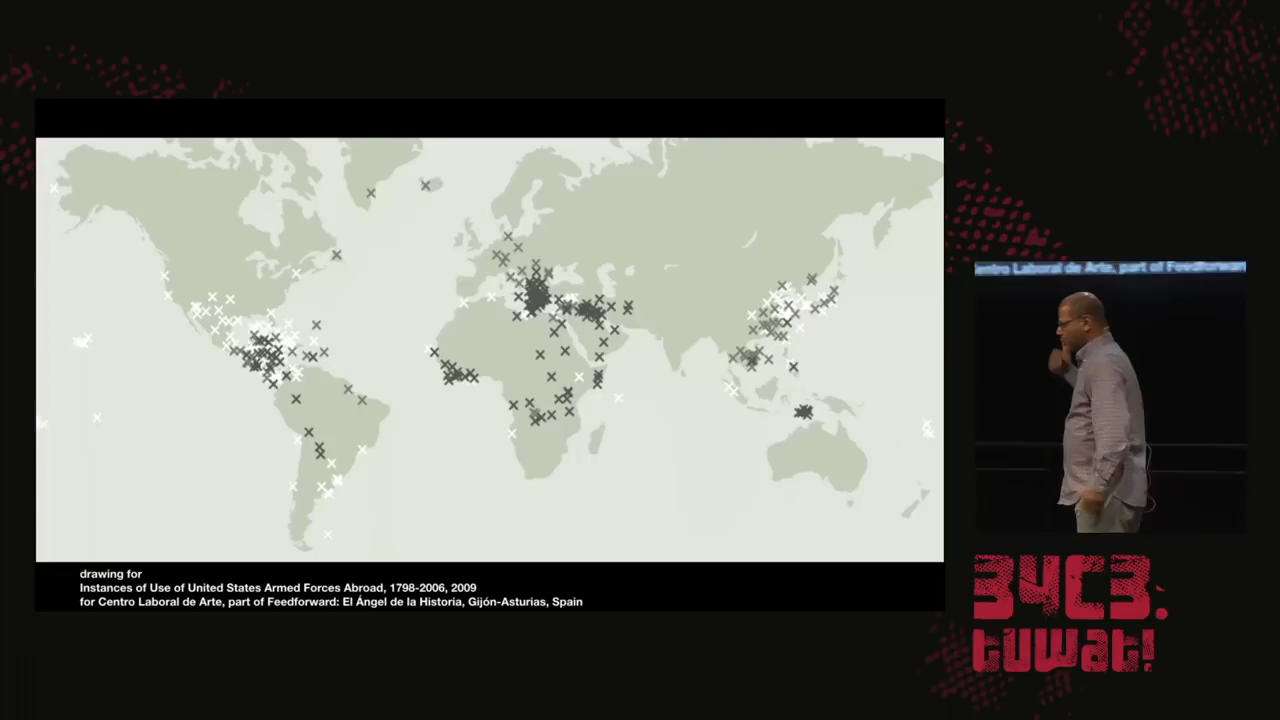 drawing for
Instances of Use of United States Armed Forces Abroad, 1798-2006, 2009
for Centro Laboral de Arte, part of Feedforward: El Ángel de la Historia, Gijón-Asturias, Spain
entro Laboral de Arte, part of Feedforwar
34C3.
tuwat!